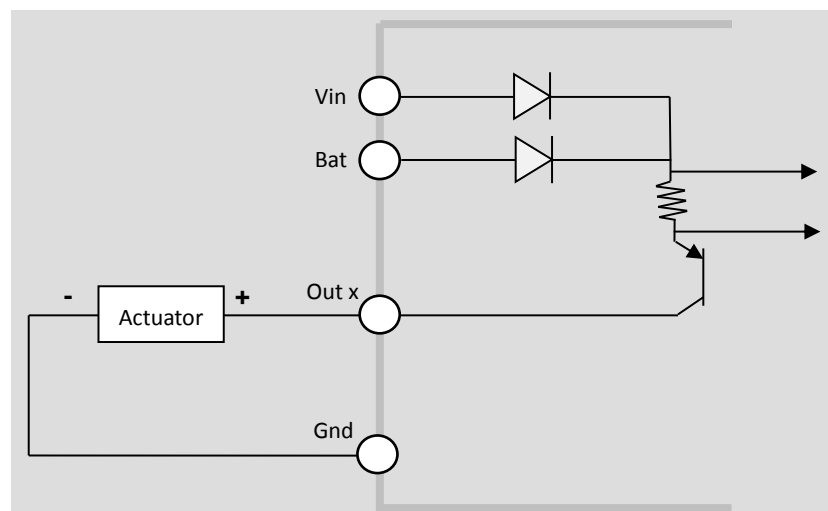 Vin
Bat
Out x
- Actuator +
Gnd